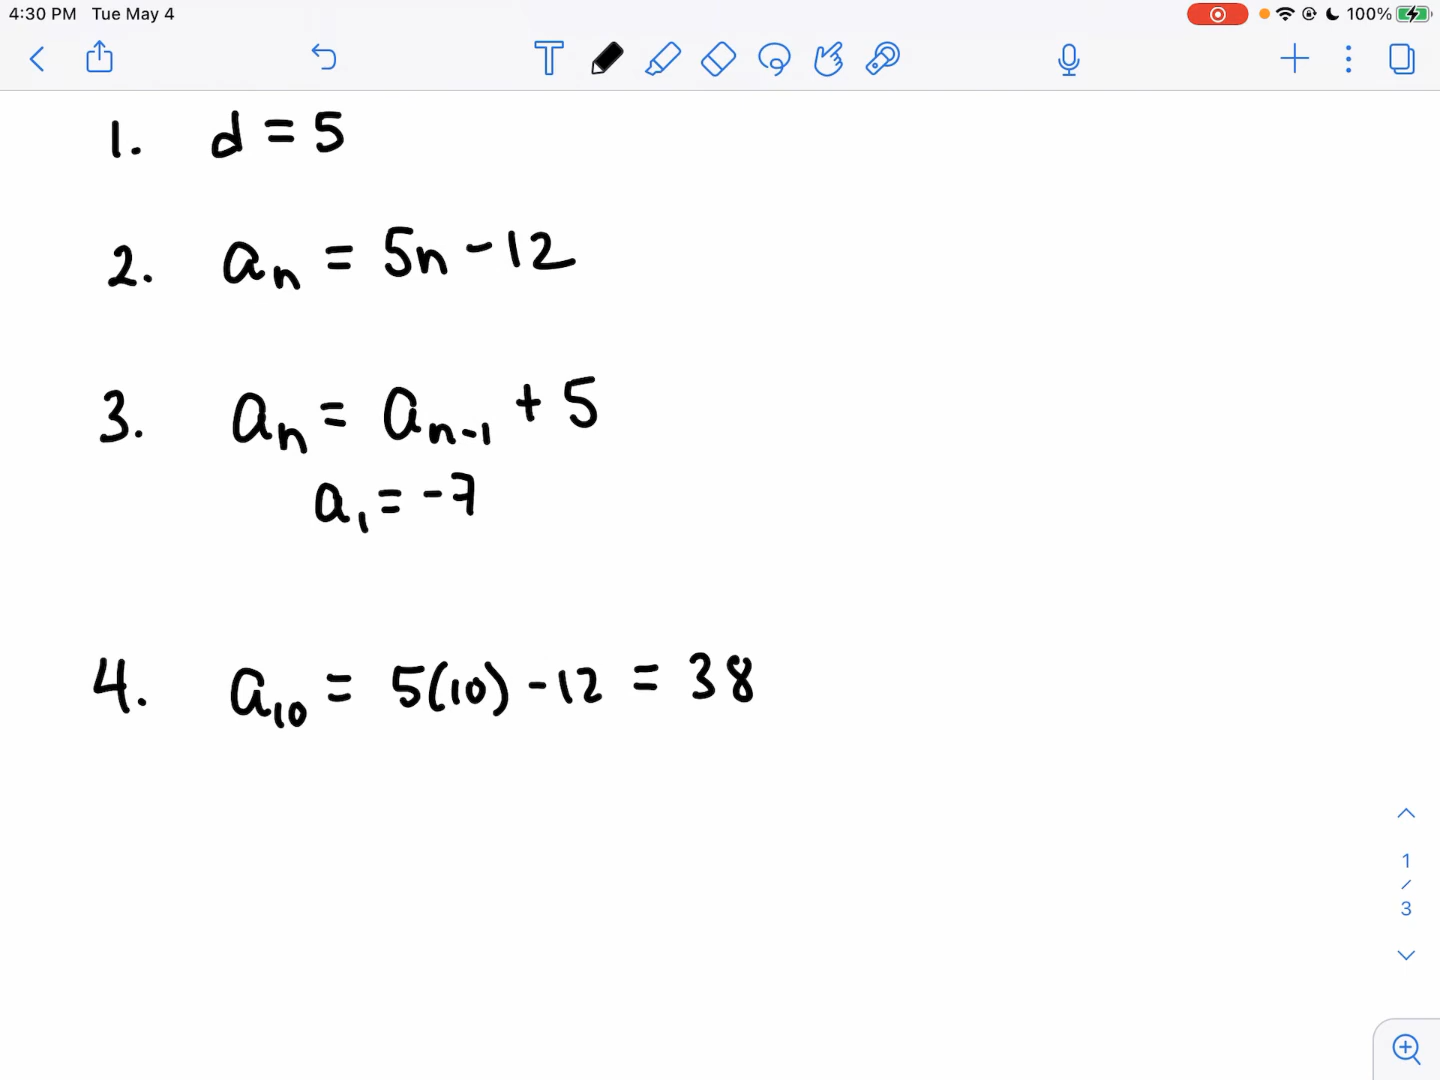 4:30 PM Tue May 4 100%
T
1. d = 5
2. aₙ = 5n - 12
3. aₙ = aₙ₋₁ + 5
a₁ = -7
4. a₁₀ = 5(10) - 12 = 38
1
/
3